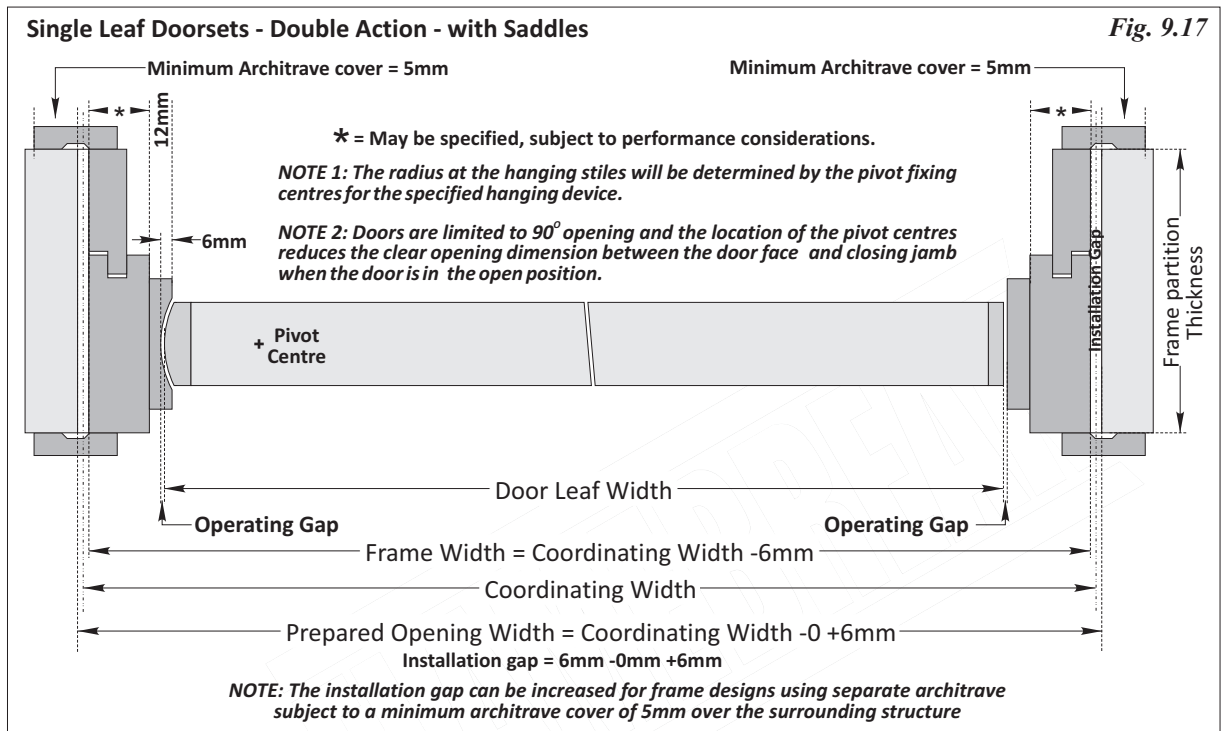 Single Leaf Doorsets - Double Action - with Saddles
Fig. 9.17
Minimum Architrave cover = 5mm
Minimum Architrave cover = 5mm
*
12mm
*
* = May be specified, subject to performance considerations.
NOTE 1: The radius at the hanging stiles will be determined by the pivot fixing
centres for the specified hanging device.
6mm
NOTE 2: Doors are limited to 90° opening and the location of the pivot centres
reduces the clear opening dimension between the door face and closing jamb
when the door is in the open position.
Installation Gap
Frame partition
Thickness
+ Pivot
Centre
Door Leaf Width
Operating Gap
Operating Gap
Frame Width = Coordinating Width -6mm
Coordinating Width
Prepared Opening Width = Coordinating Width -0 +6mm
Installation gap = 6mm -0mm +6mm
NOTE: The installation gap can be increased for frame designs using separate architrave
subject to a minimum architrave cover of 5mm over the surrounding structure